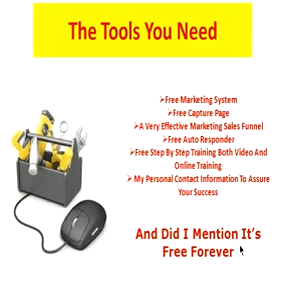 The Tools You Need
➢Free Marketing System
➢Free Capture Page
➢A Very Effective Marketing Sales Funnel
➢Free Auto Responder
➢Free Step By Step Training Both Video And
Online Training
➢ My Personal Contact Information To Assure
Your Success
And Did I Mention It's
Free Forever